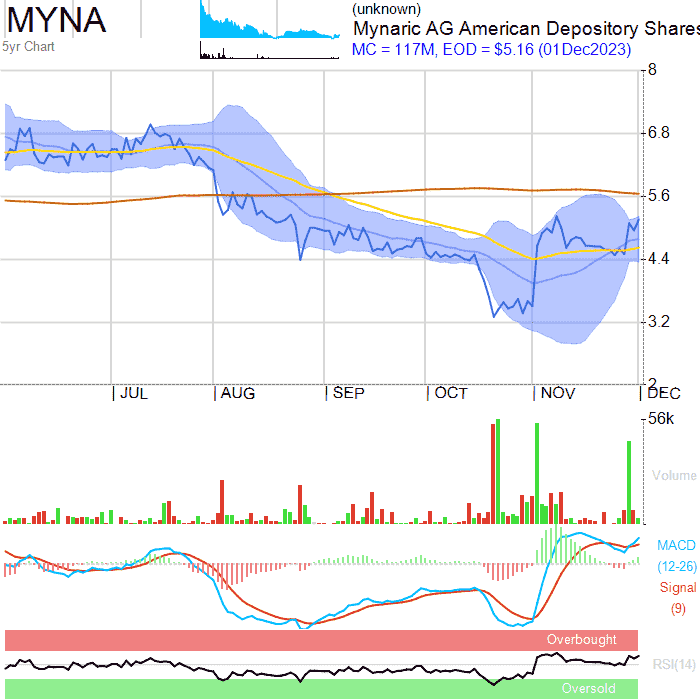 MYNA
5yr Chart
(unknown)
Mynaric AG American Depository Shares
MC = 117M, EOD = $5.16 (01Dec2023)
8
6.8
5.6
4.4
3.2
2
JUL
AUG
SEP
OCT
NOV
DEC
56k
Volume
MACD
(12-26)
Signal
(9)
Overbought
RSI(14)
Oversold